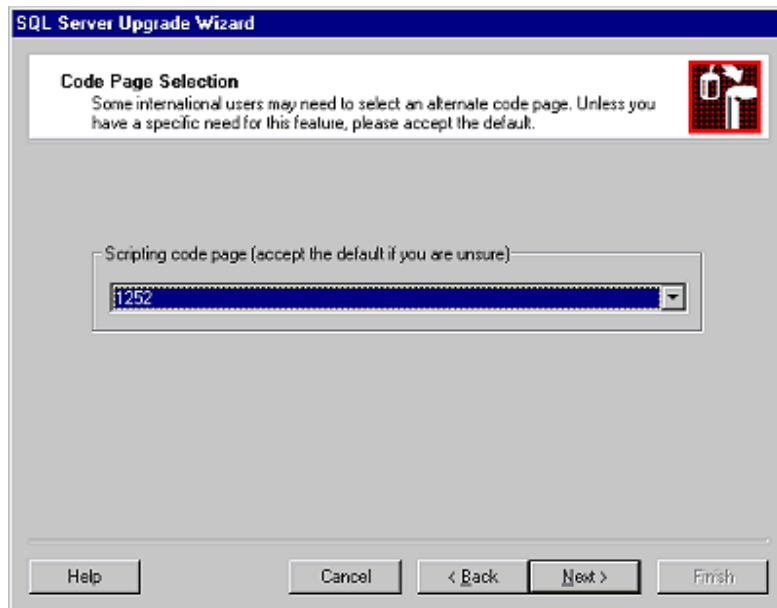 SQL Server Upgrade Wizard
Code Page Selection
Some international users may need to select an alternate code page. Unless you
have a specific need for this feature, please accept the default.
Scripting code page (accept the default if you are unsure)
1252
Help
Cancel
< Back
Next >
Finish